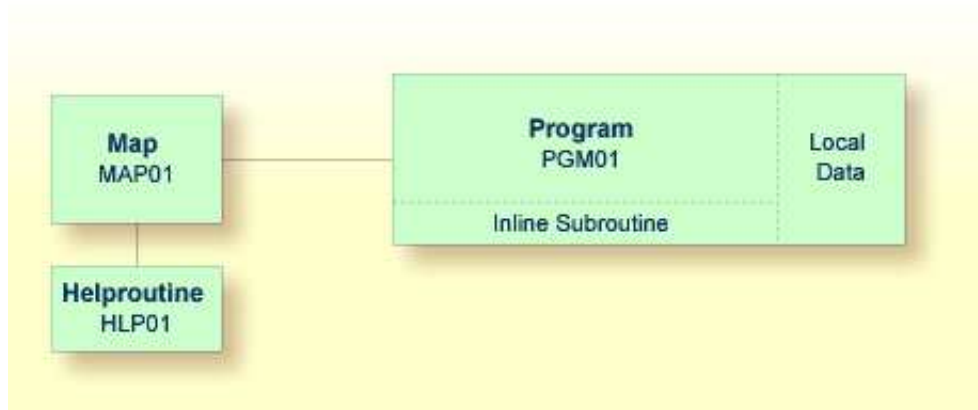 Map
MAP01
Program
PGM01
Local
Data
Inline Subroutine
Helproutine
HLP01